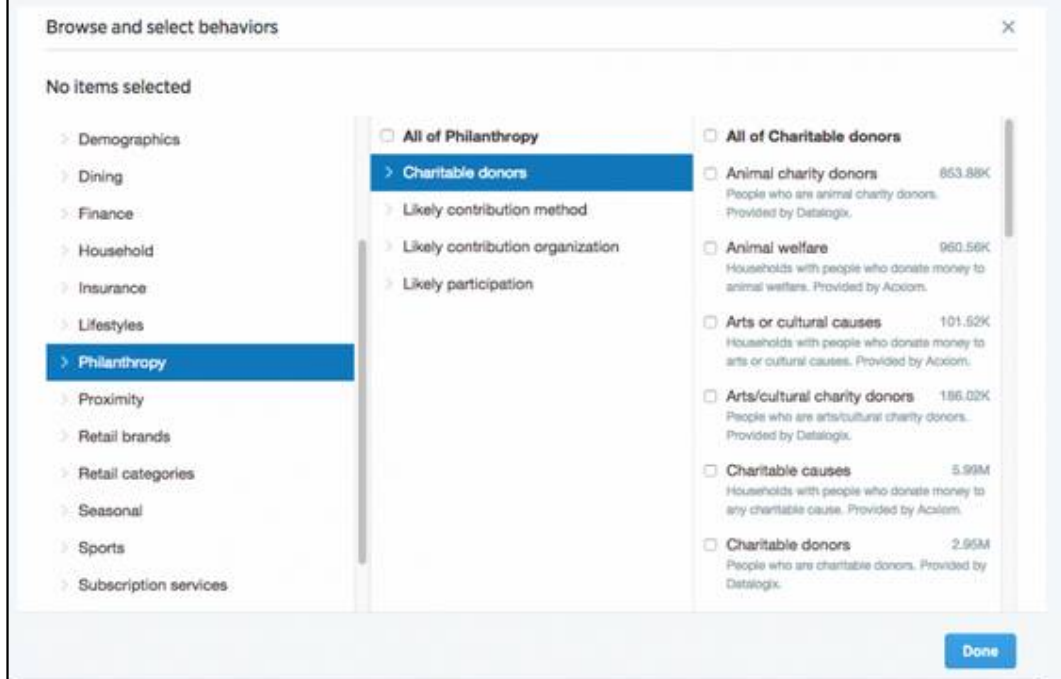 Browse and select behaviors
No items selected
Demographics
Dining
Finance
Household
Insurance
Lifestyles
Philanthropy
Proximity
Retail brands
Retail categories
Seasonal
Sports
Subscription services
All of Philanthropy
Charitable donors
Likely contribution method
Likely contribution organization
Likely participation
All of Charitable donors
Animal charity donors 853.88K
People who are animal charity donors.
Provided by Datalogix.
Animal welfare 960.56K
Households with people who donate money to
animal welfare. Provided by Acxiom.
Arts or cultural causes 101.52K
Households with people who donate money to
arts or cultural causes. Provided by Acxiom.
Arts/cultural charity donors 186.02K
People who are arts/cultural charity donors.
Provided by Datalogix.
Charitable causes 5.99M
Households with people who donate money to
any charitable cause. Provided by Acxiom.
Charitable donors 2.95M
People who are charitable donors. Provided by
Datalogix.
Done